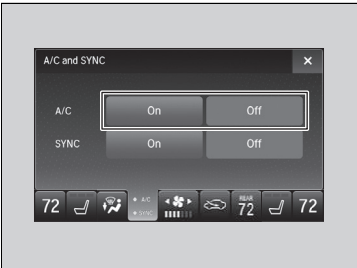 A/C and SYNC ×
A/C On Off
SYNC On Off
72 A/C SYNC REAR 72 72